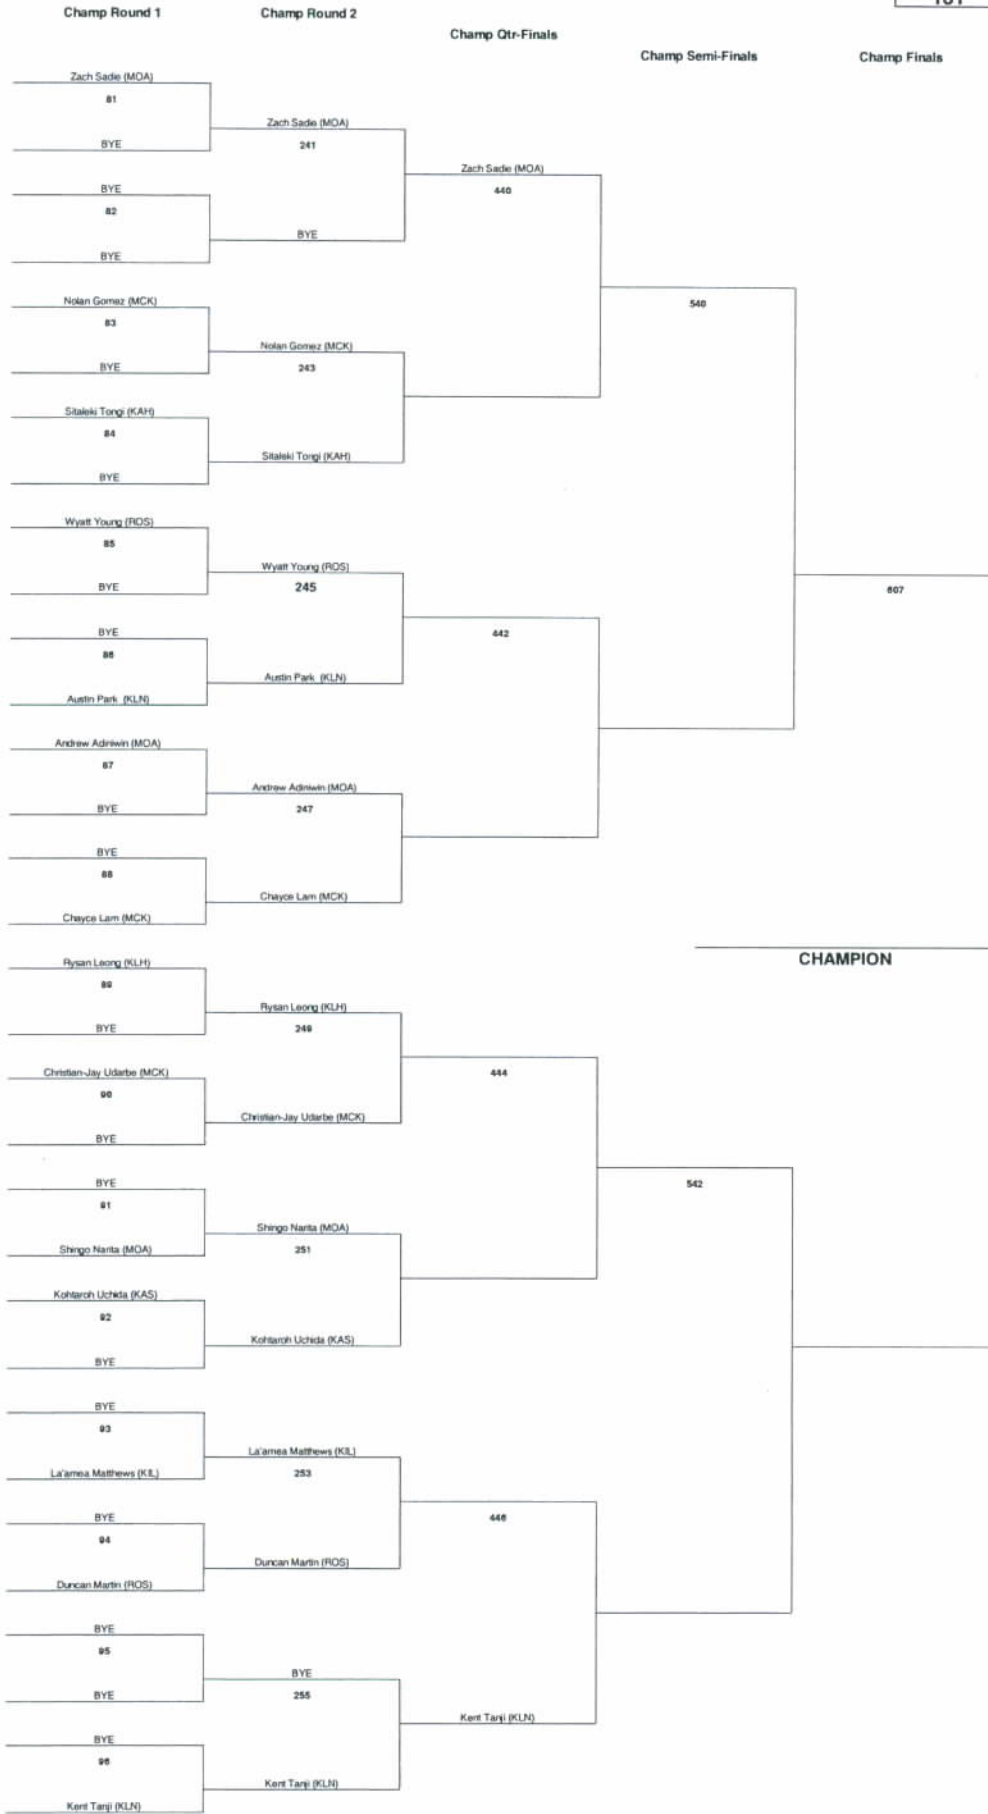 Champ Round 1
Champ Round 2
Champ Qtr-Finals
Champ Semi-Finals
Champ Finals
Zach Sadie (MOA)
81
BYE
BYE
82
BYE
Nolan Gomez (MCK)
83
BYE
Sitaleki Tongi (KAH)
84
BYE
Wyatt Young (ROS)
85
BYE
BYE
86
Austin Park (KLN)
Andrew Adiniwin (MOA)
87
BYE
BYE
88
Chayce Lam (MCK)
Rysan Leong (KLH)
89
BYE
Christian-Jay Udarbe (MCK)
90
BYE
BYE
91
Shingo Narita (MOA)
Kohtaroh Uchida (KAS)
92
BYE
BYE
93
La'amea Matthews (KIL)
BYE
94
Duncan Martin (ROS)
BYE
95
BYE
BYE
96
Kent Tanji (KLN)
Zach Sadie (MOA)
241
BYE
Nolan Gomez (MCK)
243
Sitaleki Tongi (KAH)
Wyatt Young (ROS)
245
Austin Park (KLN)
Andrew Adiniwin (MOA)
247
Chayce Lam (MCK)
Rysan Leong (KLH)
249
Christian-Jay Udarbe (MCK)
Shingo Narita (MOA)
251
Kohtaroh Uchida (KAS)
La'amea Matthews (KIL)
253
Duncan Martin (ROS)
BYE
255
Kent Tanji (KLN)
Zach Sadie (MOA)
440
442
444
446
Kent Tanji (KLN)
540
542
607
CHAMPION